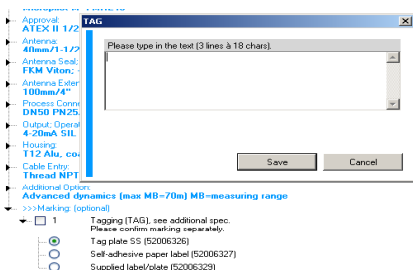 Approval:
ATEX II 1/2
Antenna:
40mm/1-1/2
Antenna Seal;
FKM Viton; -
Antenna Exten
100mm/4"
Process Conne
DN50 PN25
Output; Operat
4-20mA SIL
Housing:
T12 Alu, coa
Cable Entry:
Thread NPT
Additional Option:
Advanced dynamics (max MB=70m) MB=measuring range
>>>Marking: (optional)
1 Tagging (TAG), see additional spec.
Please confirm marking separately.
Tag plate SS (52006326)
Self-adhesive paper label (52006327)
Supplied label/plate (52006329)
TAG
Please type in the text (3 lines à 18 chars).
Save Cancel